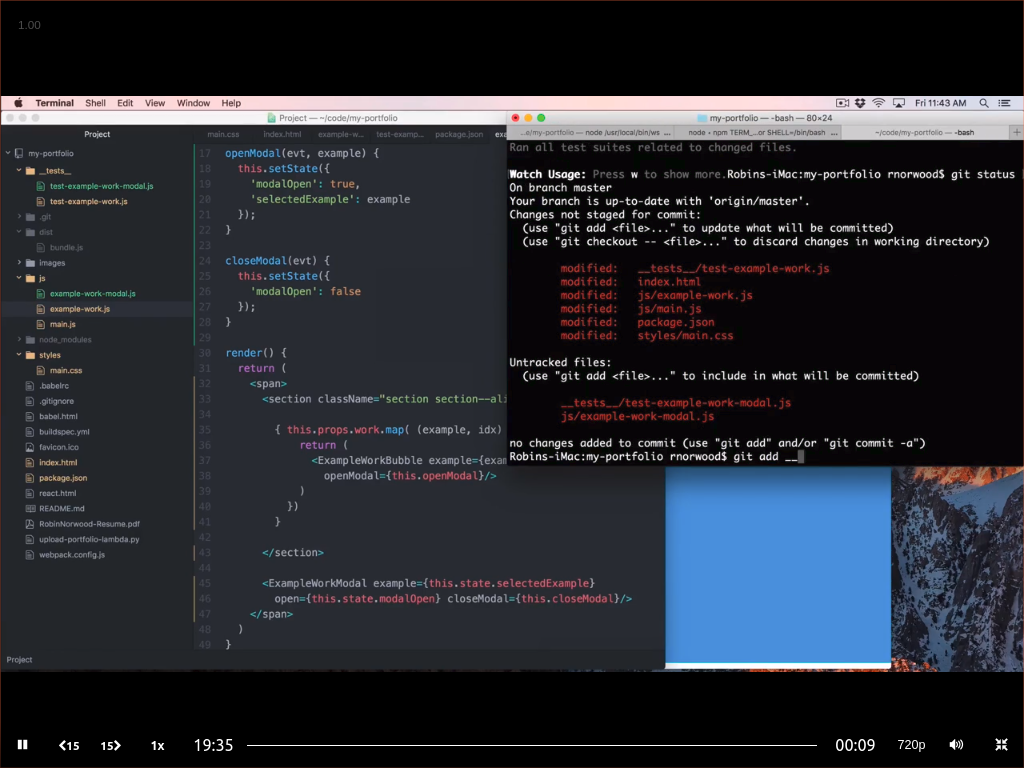 1.00
Terminal Shell Edit View Window Help
Fri 11:43 AM
Project — ~/code/my-portfolio
Project
my-portfolio
__tests__
test-example-work-modal.js
test-example-work.js
.git
dist
bundle.js
images
js
example-work-modal.js
example-work.js
main.js
node_modules
styles
main.css
.babelrc
.gitignore
babel.html
buildspec.yml
favicon.ico
index.html
package.json
react.html
README.md
RobinNorwood-Resume.pdf
upload-portfolio-lambda.py
webpack.config.js
Project
main.css index.html example-w... test-examp... package.json exa
17 openModal(evt, example) {
18 this.setState({
19 'modalOpen': true,
20 'selectedExample': example
21 });
22 }
23
24 closeModal(evt) {
25 this.setState({
26 'modalOpen': false
27 });
28 }
29
30 render() {
31 return (
32 <span>
33 <section className="section section--ali
34
35 { this.props.work.map( (example, idx)
36 return (
37 <ExampleWorkBubble example={exam
38 openModal={this.openModal}/>
39 )
40 })
41 }
42
43 </section>
44
45 <ExampleWorkModal example={this.state.selectedExample}
46 open={this.state.modalOpen} closeModal={this.closeModal}/>
47 </span>
48 )
49 }
my-portfolio — -bash — 80×24
...e/my-portfolio — node /usr/local/bin/ws ... node • npm TERM_...or SHELL=/bin/bash ... ~/code/my-portfolio — -bash +
Ran all test suites related to changed files.
Watch Usage: Press w to show more.Robins-iMac:my-portfolio rnorwood$ git status
On branch master
Your branch is up-to-date with 'origin/master'.
Changes not staged for commit:
(use "git add <file>..." to update what will be committed)
(use "git checkout -- <file>..." to discard changes in working directory)
modified: __tests__/test-example-work.js
modified: index.html
modified: js/example-work.js
modified: js/main.js
modified: package.json
modified: styles/main.css
Untracked files:
(use "git add <file>..." to include in what will be committed)
__tests__/test-example-work-modal.js
js/example-work-modal.js
no changes added to commit (use "git add" and/or "git commit -a")
Robins-iMac:my-portfolio rnorwood$ git add __
15 15 1x 19:35 00:09 720p